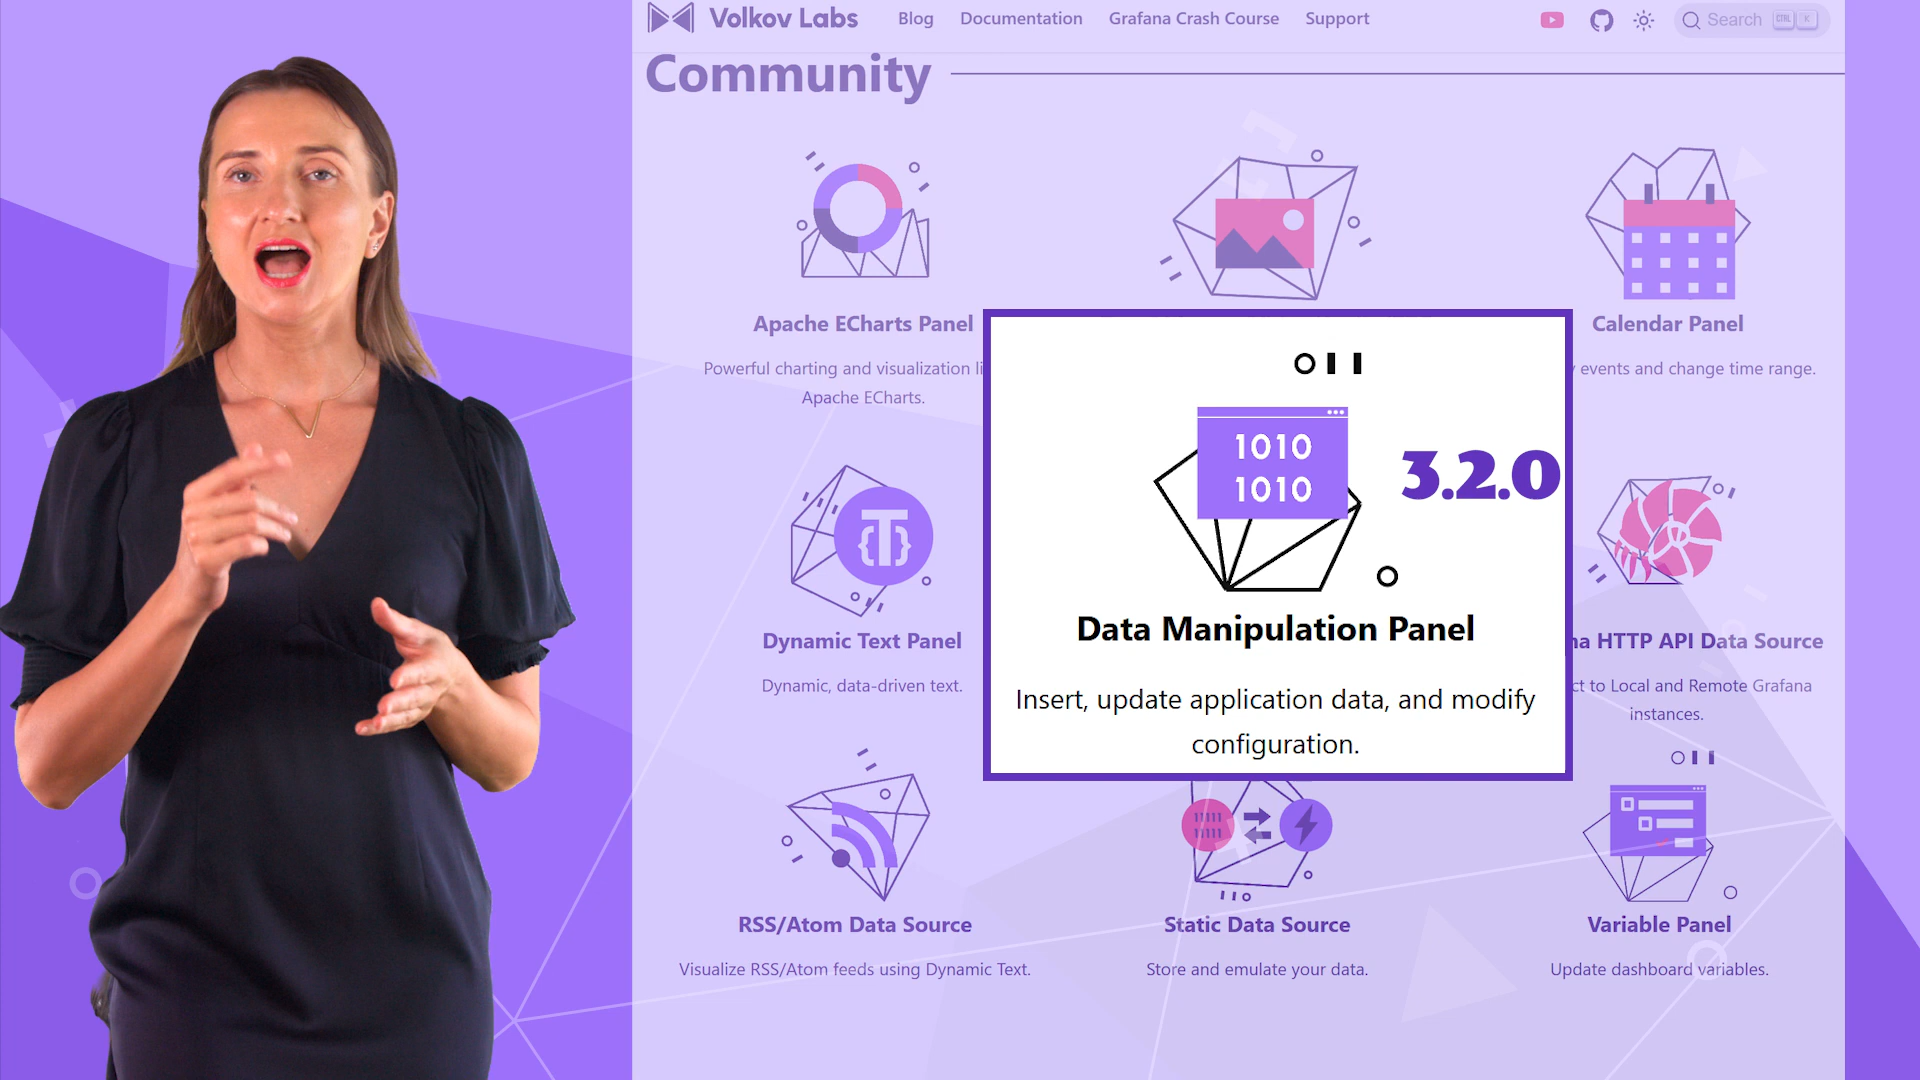 Volkov Labs
Blog
Documentation
Grafana Crash Course
Support
Search
CTRL
K
Community
Apache ECharts Panel
Powerful charting and visualization li
Apache ECharts.
Calendar Panel
events and change time range.
3.2.0
1010
1010
Data Manipulation Panel
Insert, update application data, and modify
configuration.
Dynamic Text Panel
Dynamic, data-driven text.
na HTTP API Data Source
ct to Local and Remote Grafana
instances.
RSS/Atom Data Source
Visualize RSS/Atom feeds using Dynamic Text.
Static Data Source
Store and emulate your data.
Variable Panel
Update dashboard variables.